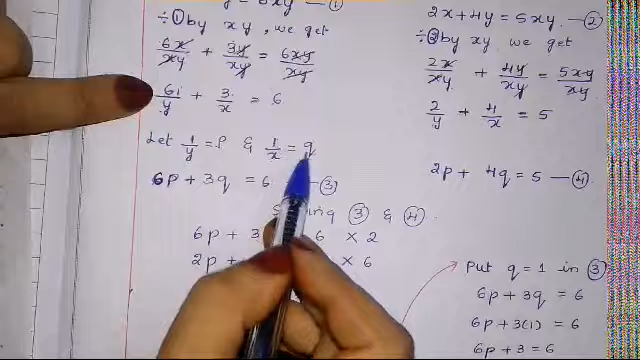 = 6xy — ①
÷① by xy, we get
6x/xy + 3y/xy = 6xy/xy
6/y + 3/x = 6
Let 1/y = P & 1/x = q
6P + 3q = 6 — ③
2x + 4y = 5xy — ②
÷② by xy we get
2x/xy + 4y/xy = 5xy/xy
2/y + 4/x = 5
2p + 4q = 5 — ④
③ & ④
6p + 3 6 × 2
2p + × 6
Put q = 1 in ③
6p + 3q = 6
6p + 3(1) = 6
6p + 3 = 6